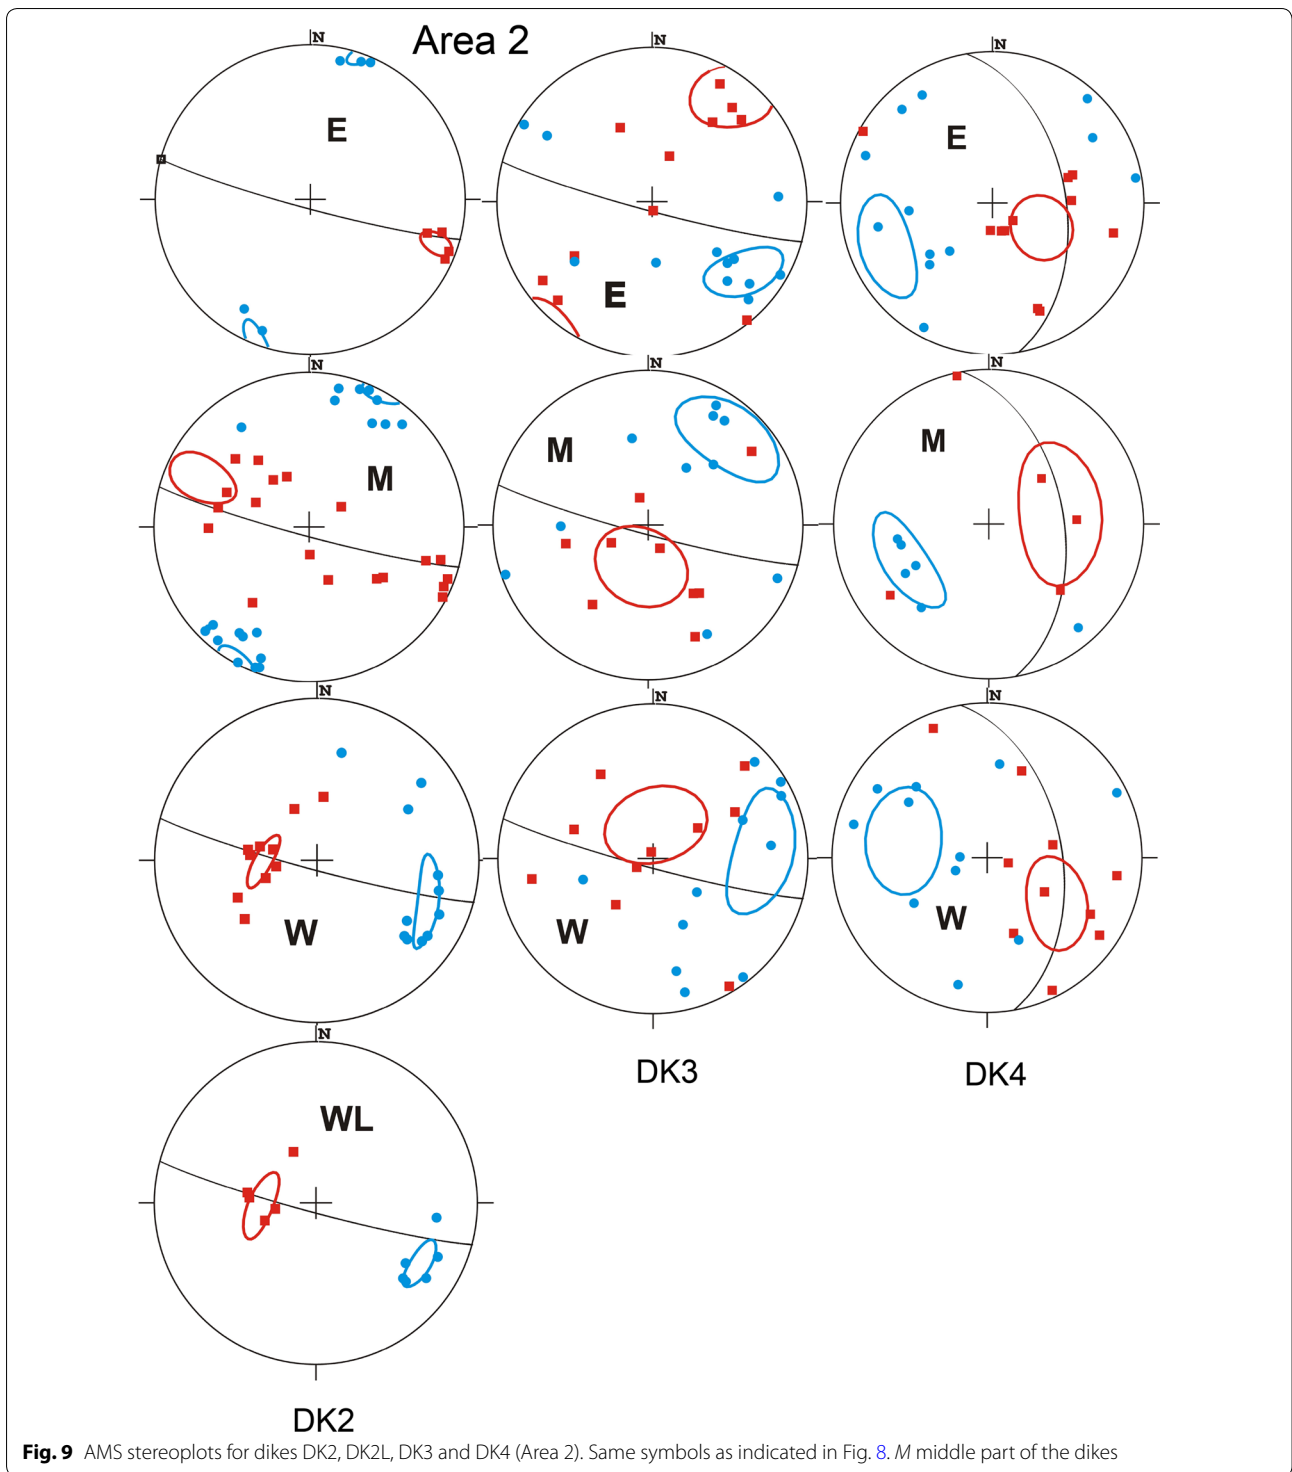 Area 2
N N N
E E E
N N N
M M M
N N N
W W W
N
DK3 DK4
WL
DK2
Fig. 9 AMS stereoplots for dikes DK2, DK2L, DK3 and DK4 (Area 2). Same symbols as indicated in Fig. 8. M middle part of the dikes